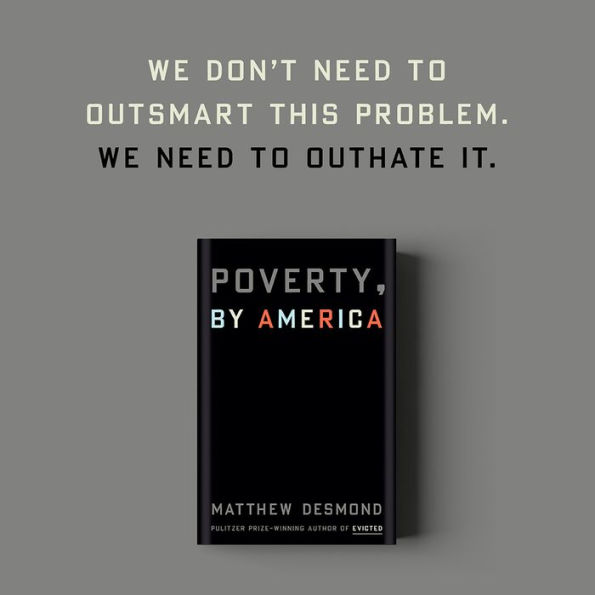 WE DON'T NEED TO
OUTSMART THIS PROBLEM.
WE NEED TO OUTHATE IT.
POVERTY,
BY AMERICA
MATTHEW DESMOND
PULITZER PRIZE-WINNING AUTHOR OF EVICTED